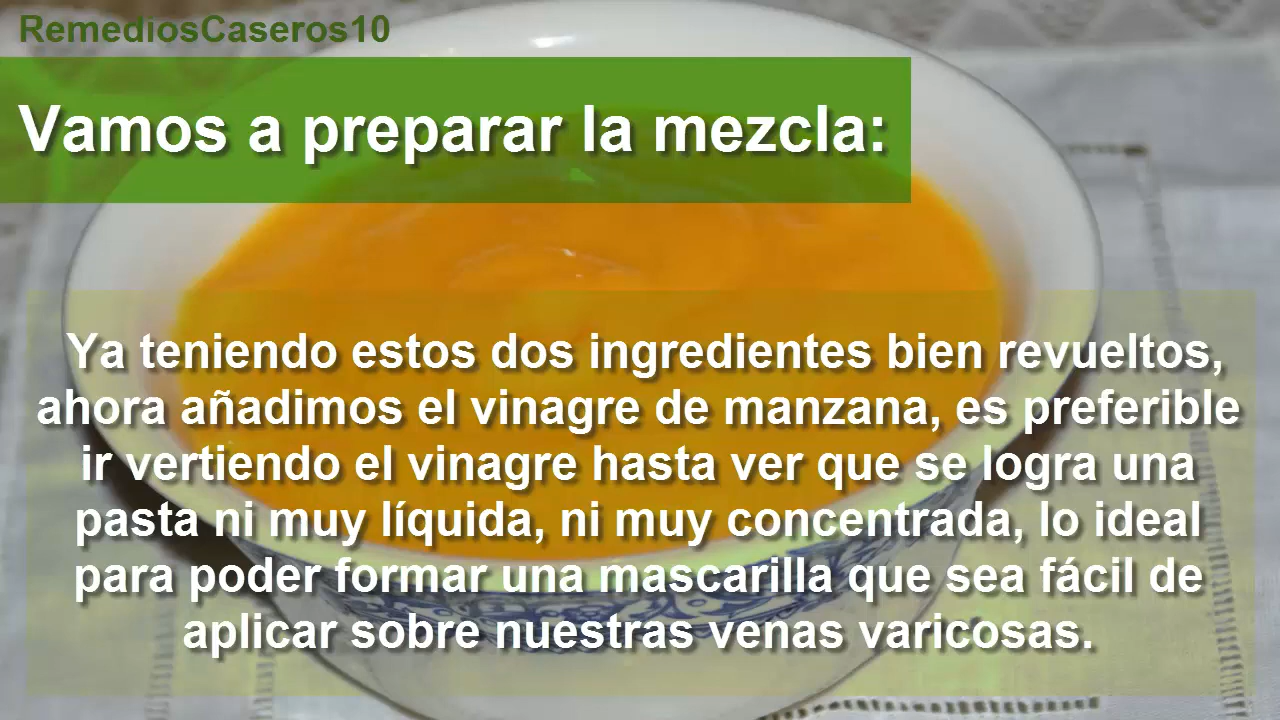 RemediosCaseros10
Vamos a preparar la mezcla:
Ya teniendo estos dos ingredientes bien revueltos,
ahora añadimos el vinagre de manzana, es preferible
ir vertiendo el vinagre hasta ver que se logra una
pasta ni muy líquida, ni muy concentrada, lo ideal
para poder formar una mascarilla que sea fácil de
aplicar sobre nuestras venas varicosas.